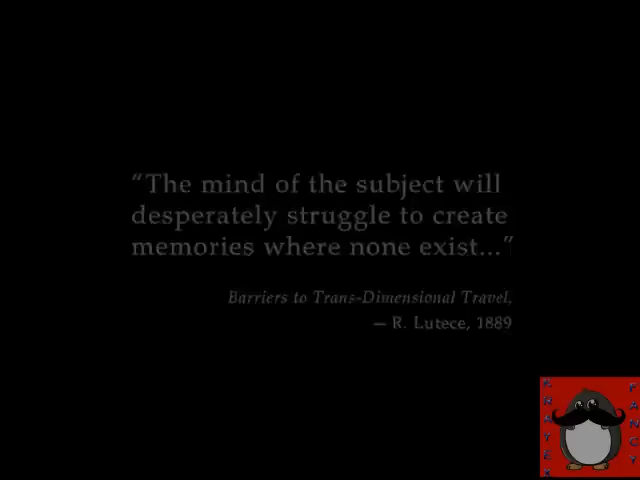 “The mind of the subject will
desperately struggle to create
memories where none exist...”
Barriers to Trans-Dimensional Travel,
— R. Lutece, 1889
FANCY